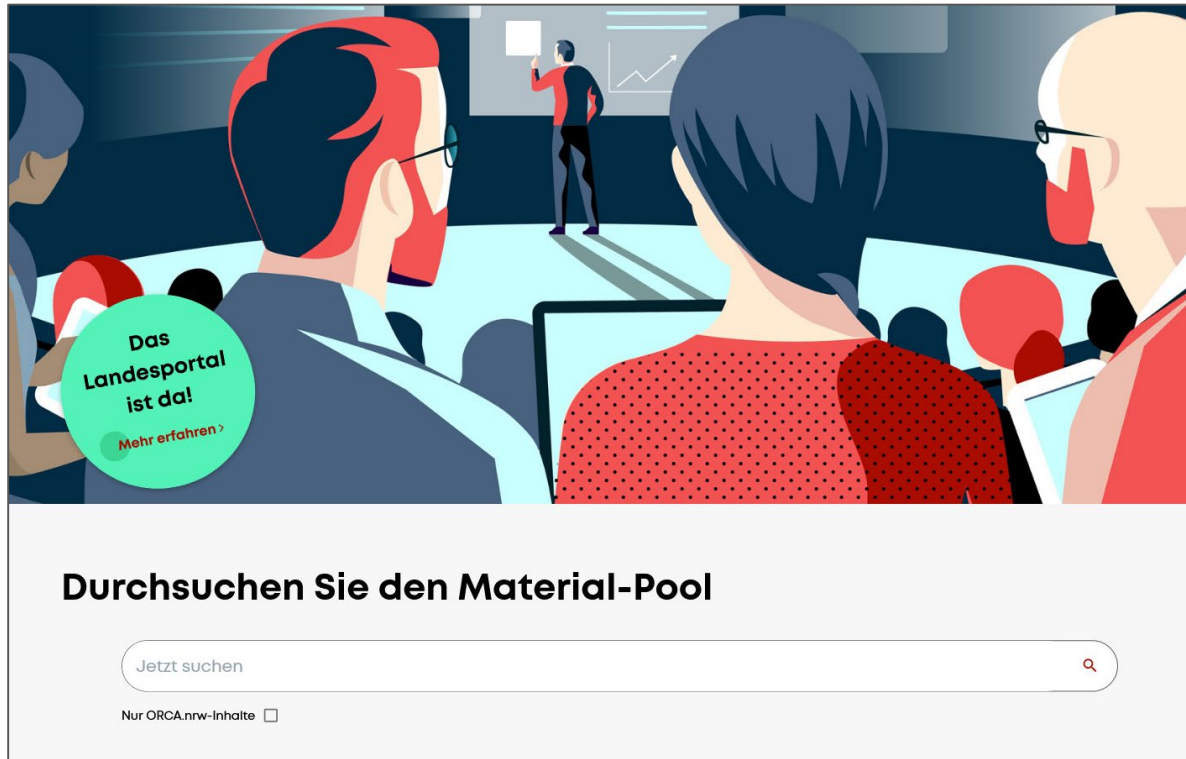 Das
Landesportal
ist da!
Mehr erfahren >
Durchsuchen Sie den Material-Pool
Jetzt suchen
Nur ORCA.nrw-Inhalte